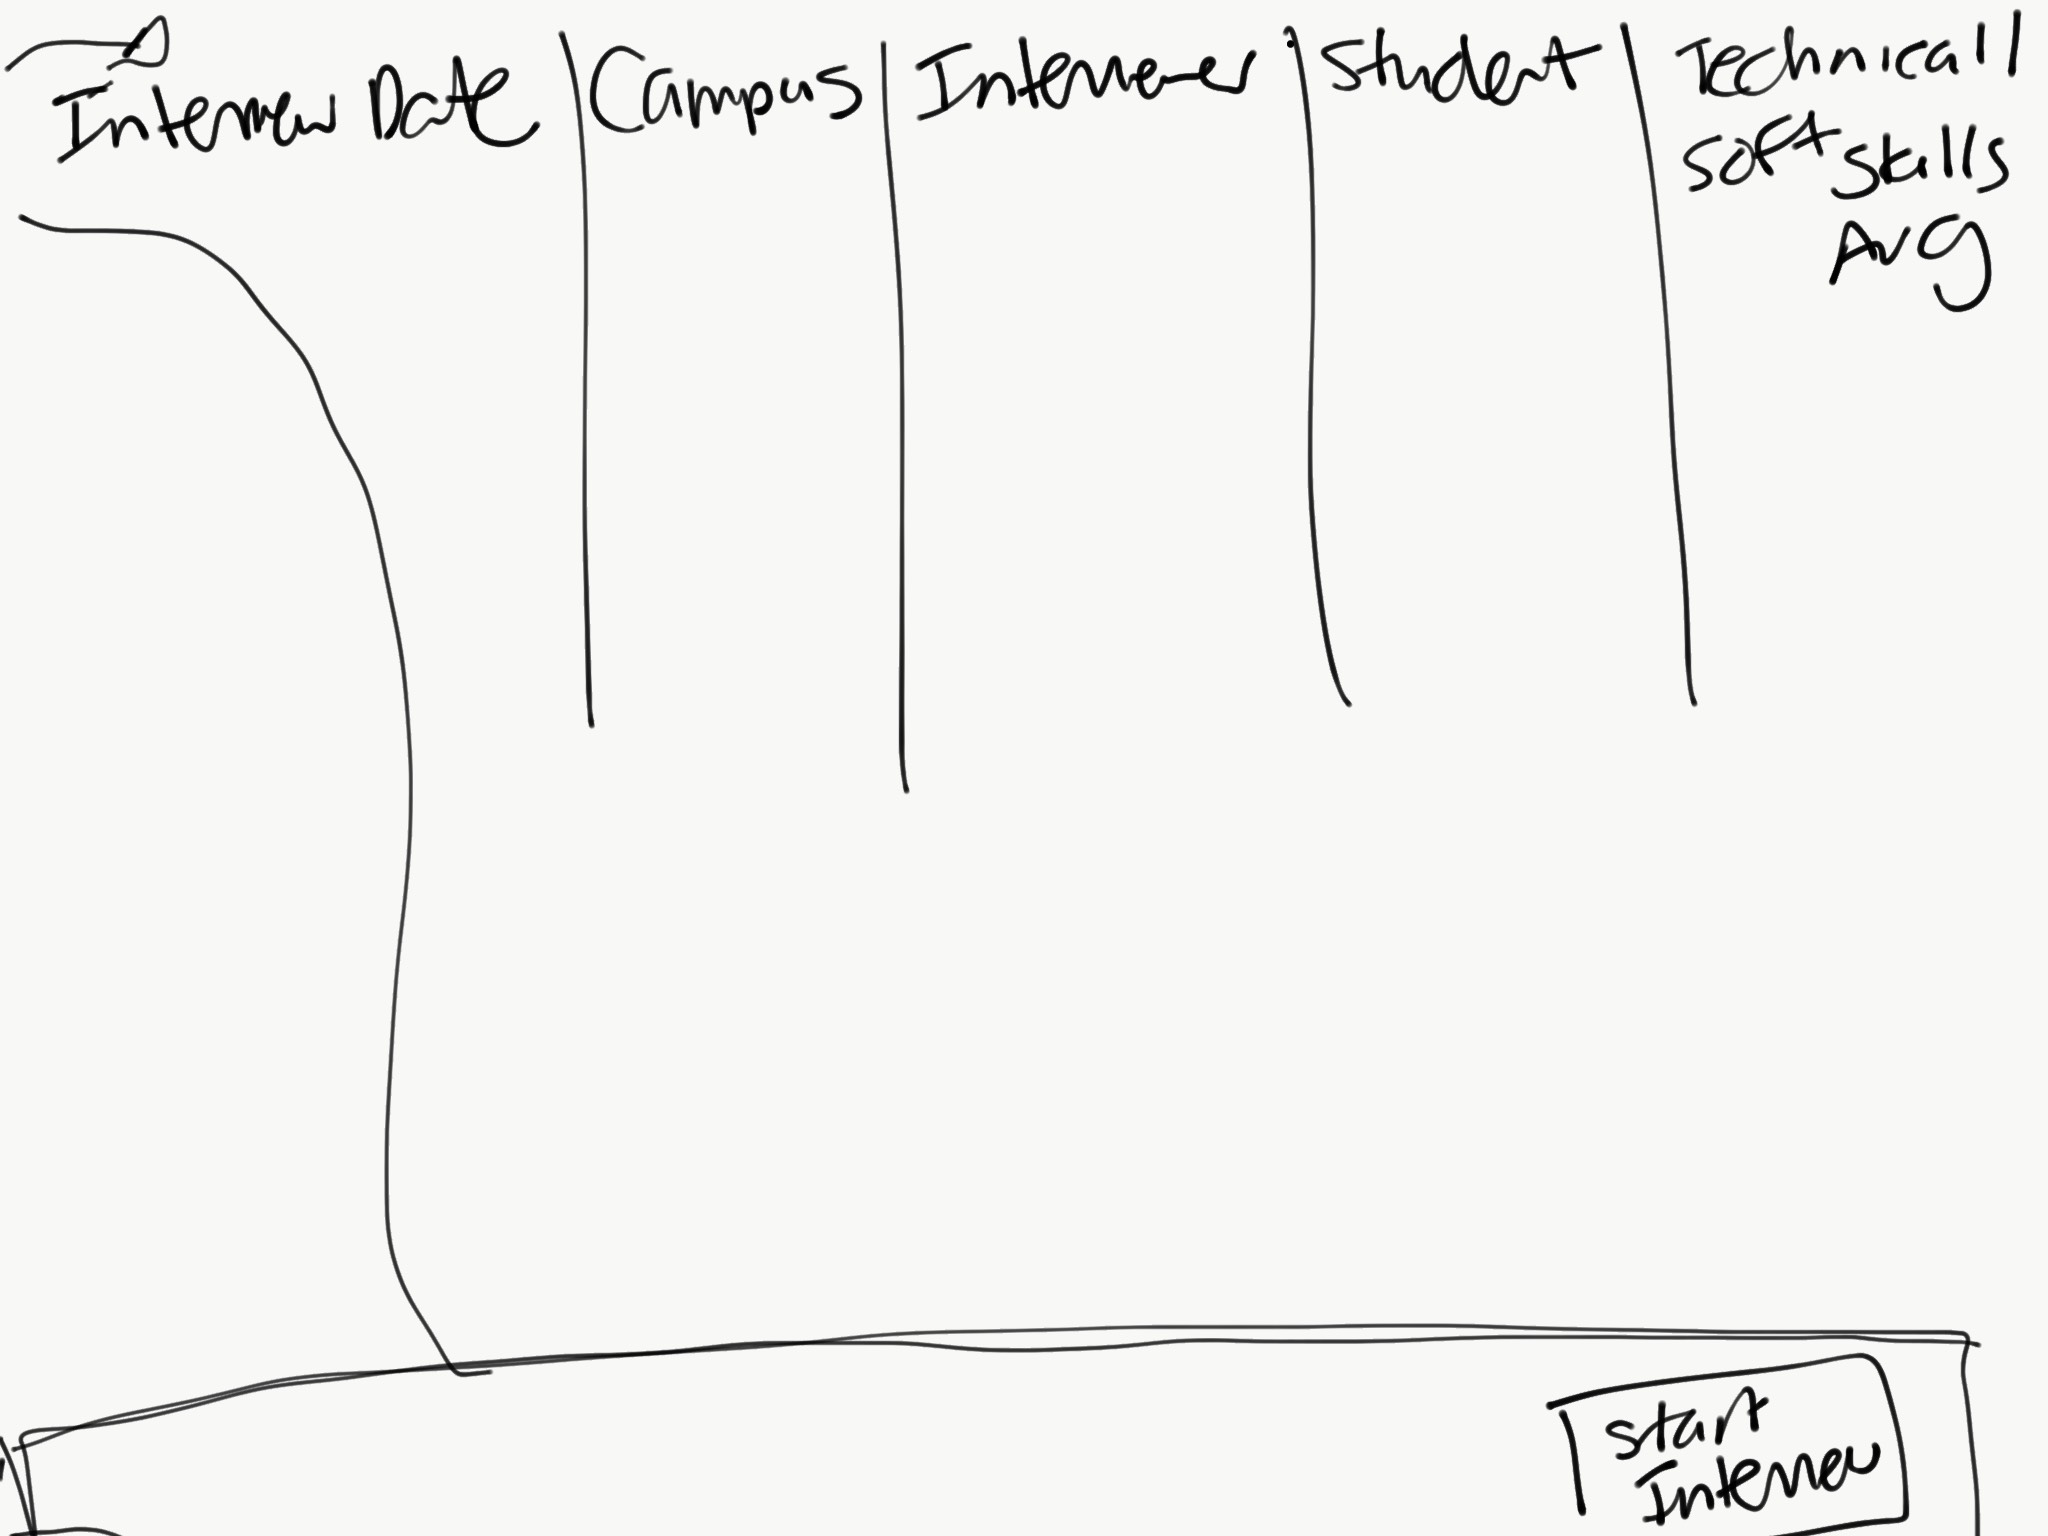 Interview Date Campus Interviewer Student Technical/
Soft Skills
Avg
start
Interview